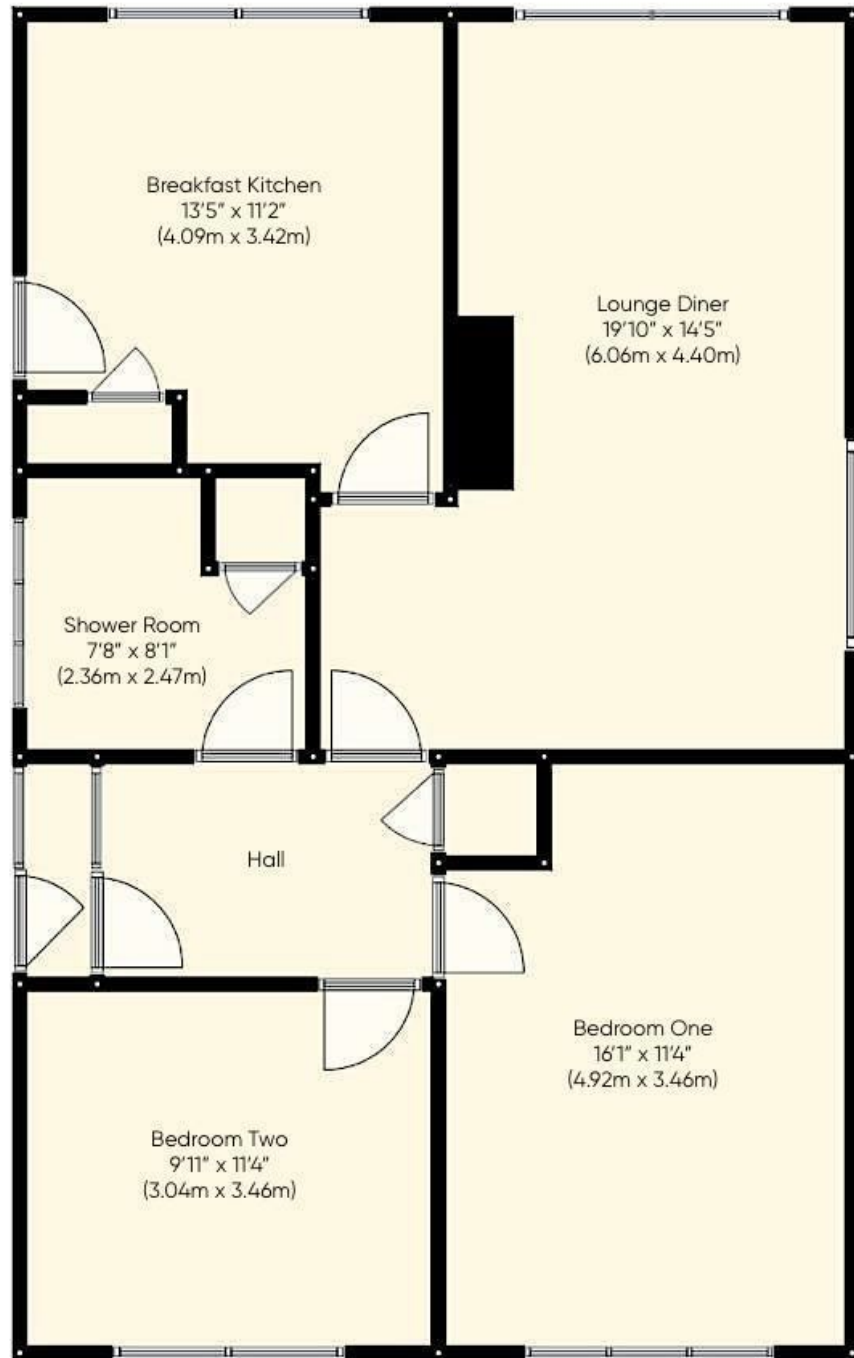 Breakfast Kitchen
13'5" x 11'2"
(4.09m x 3.42m)
Lounge Diner
19'10" x 14'5"
(6.06m x 4.40m)
Shower Room
7'8" x 8'1"
(2.36m x 2.47m)
Hall
Bedroom One
16'1" x 11'4"
(4.92m x 3.46m)
Bedroom Two
9'11" x 11'4"
(3.04m x 3.46m)